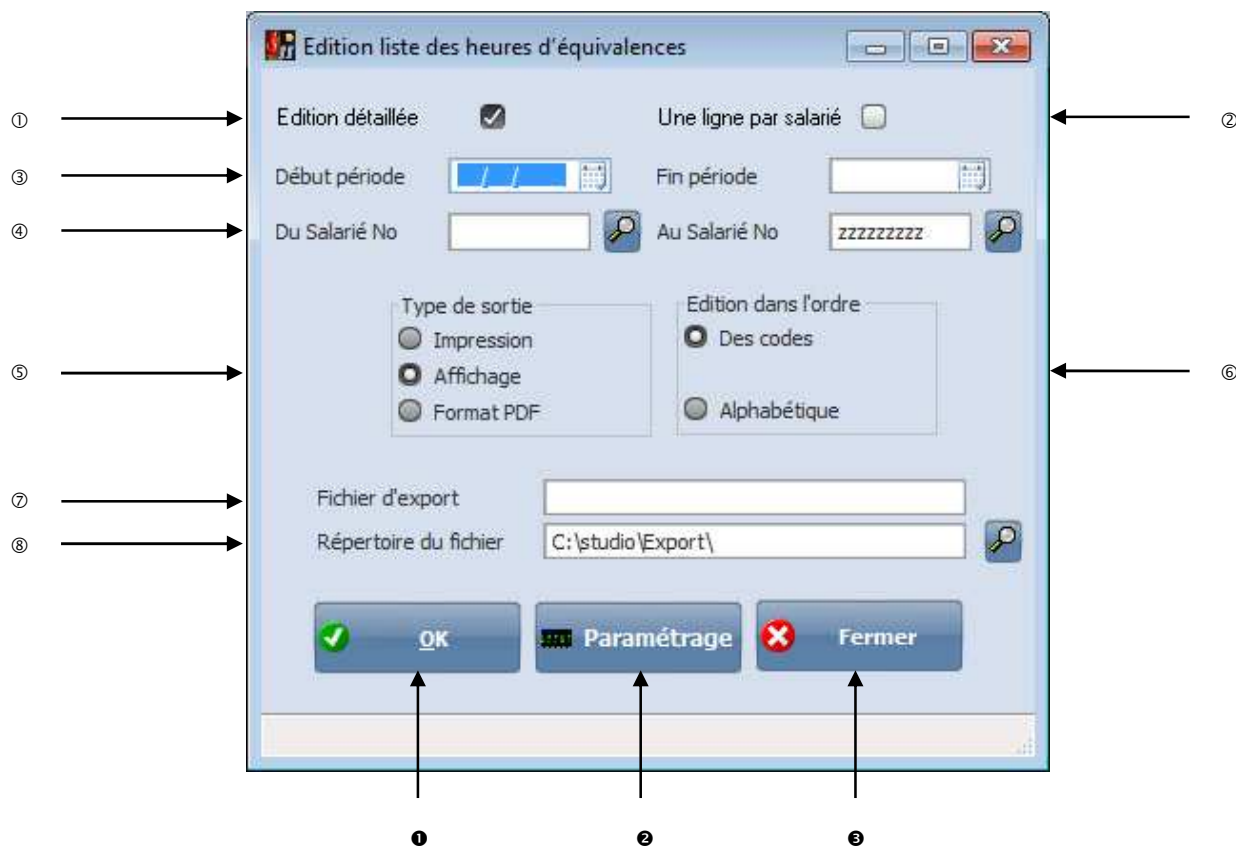 Edition liste des heures d'équivalences
① Edition détaillée Une ligne par salarié ②
③ Début période _/_/_ Fin période
④ Du Salarié No Au Salarié No zzzzzzzzz
Type de sortie Edition dans l'ordre
Impression Des codes
⑤ Affichage ⑥
Format PDF Alphabétique
⑦ Fichier d'export
⑧ Répertoire du fichier C:\studio\Export\
OK Paramétrage Fermer
❶ ❷ ❸